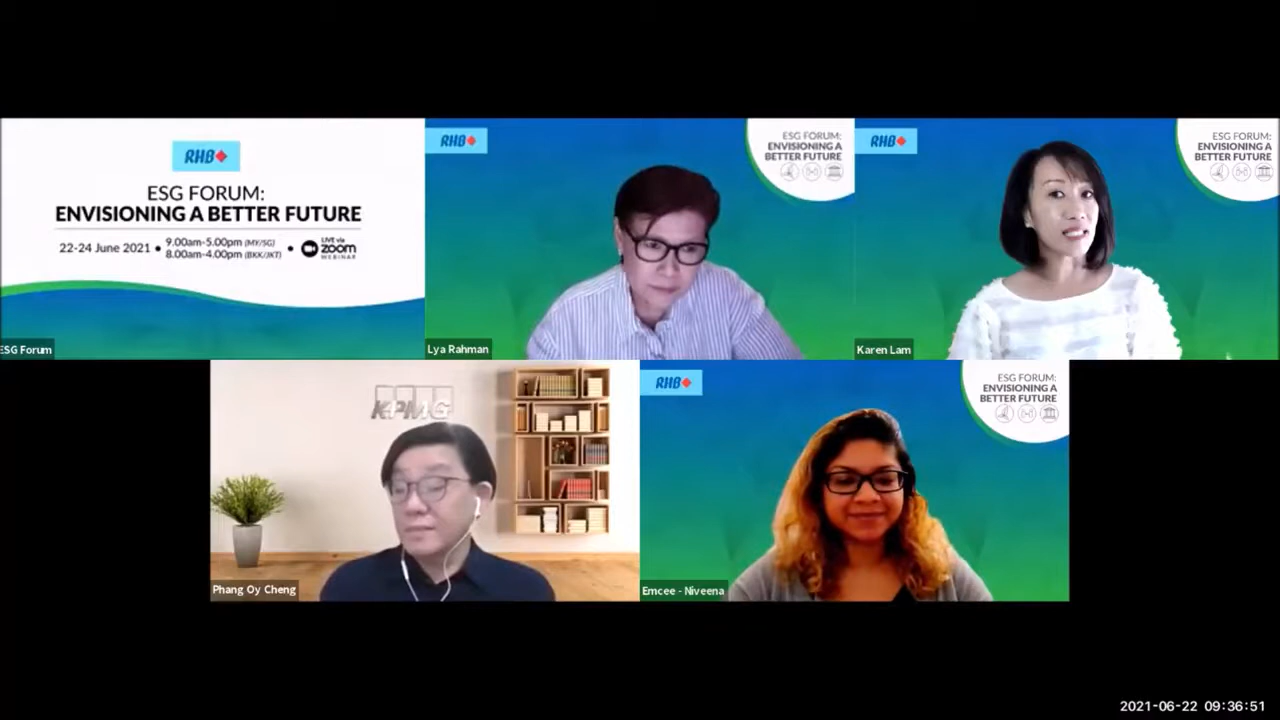 RHB
ESG FORUM:
ENVISIONING A BETTER FUTURE
22-24 June 2021 • 9.00am-5.00pm (MY/SG) • LIVE via
8.00am-4.00pm (BKK/JKT) zoom
WEBINAR
ESG Forum
RHB
ESG FORUM:
ENVISIONING A
BETTER FUTURE
Lya Rahman
RHB
ESG FORUM:
ENVISIONING A
BETTER FUTURE
Karen Lam
KPMG
Phang Oy Cheng
RHB
ESG FORUM:
ENVISIONING A
BETTER FUTURE
Emcee - Niveena
2021-06-22 09:36:51